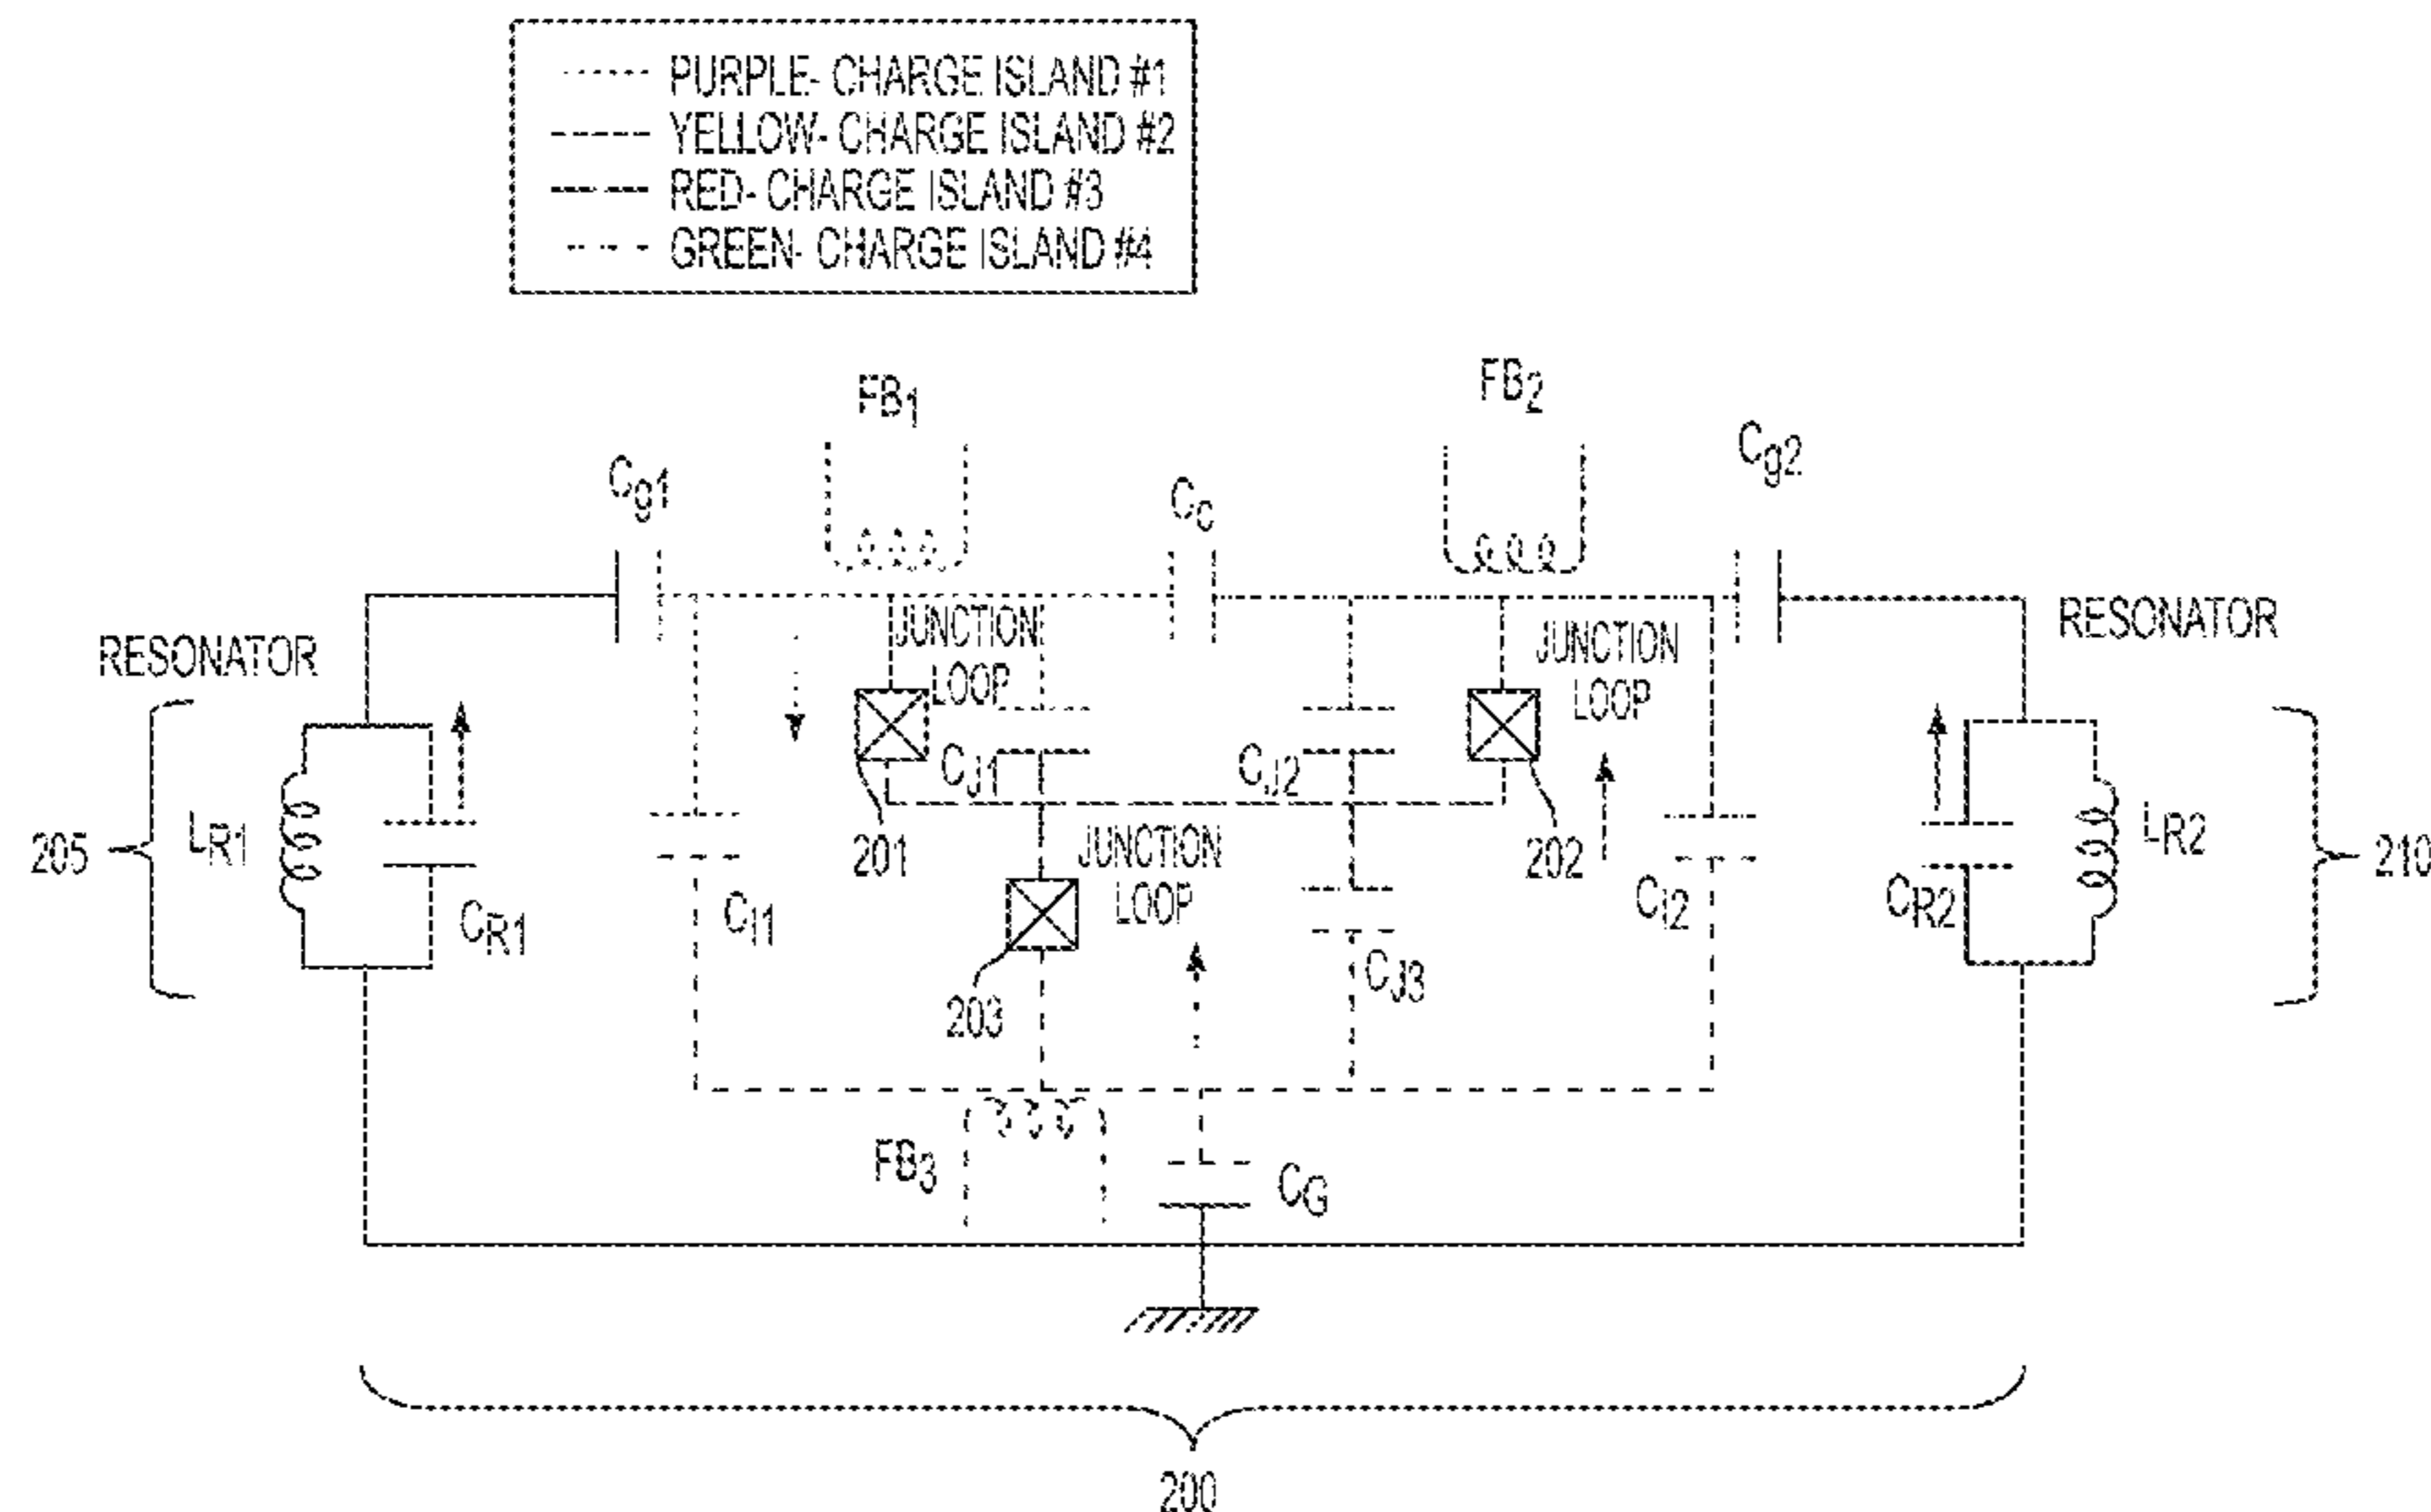 PURPLE- CHARGE ISLAND #1
YELLOW- CHARGE ISLAND #2
RED- CHARGE ISLAND #3
GREEN- CHARGE ISLAND #4
FB1
FB2
Cg1
Cc
Cg2
RESONATOR
JUNCTION
LOOP
JUNCTION
LOOP
RESONATOR
205
LR1
CR1
CI1
201
CJ1
CJ2
JUNCTION
LOOP
202
CI2
CR2
LR2
210
203
CJ3
FB3
CG
200